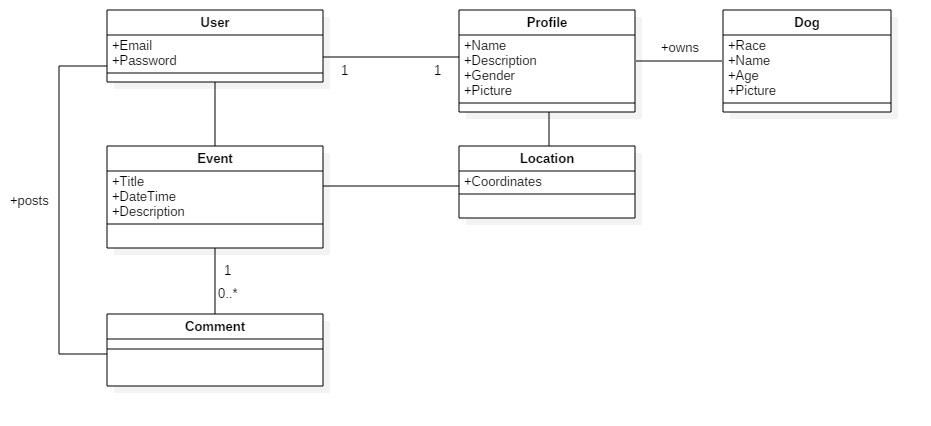 User
+Email
+Password
1
1
Profile
+Name
+Description
+Gender
+Picture
+owns
Dog
+Race
+Name
+Age
+Picture
+posts
Event
+Title
+DateTime
+Description
Location
+Coordinates
1
0..*
Comment